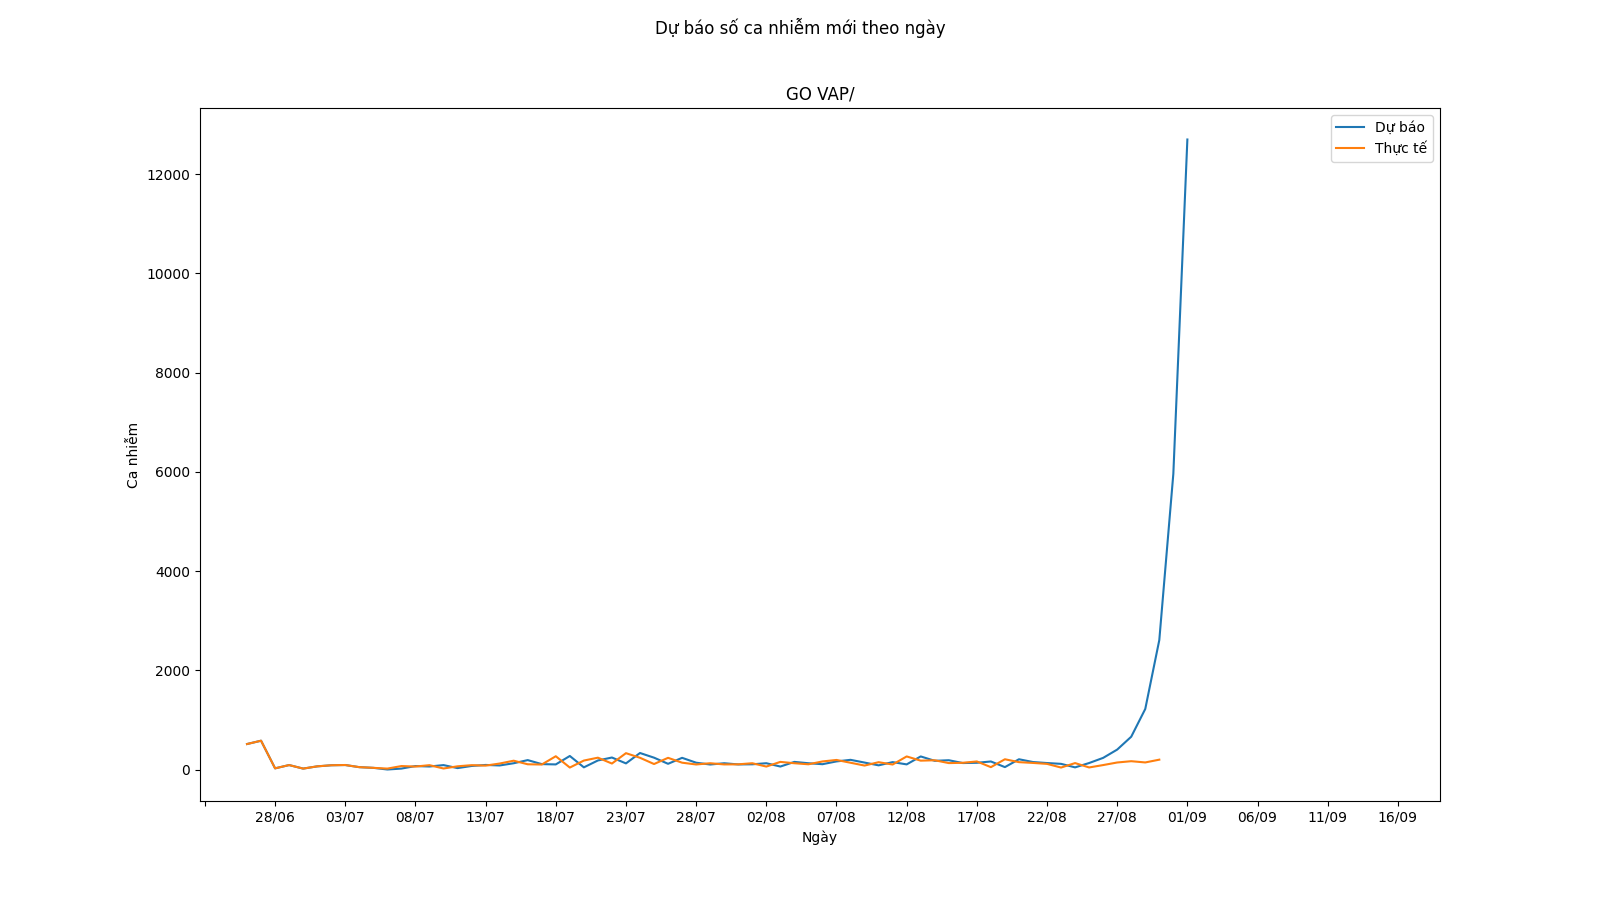 Dự báo số ca nhiễm mới theo ngày
GO VAP/
Dự báo
Thực tế
12000
10000
8000
6000
4000
2000
0
Ca nhiễm
28/06 03/07 08/07 13/07 18/07 23/07 28/07 02/08 07/08 12/08 17/08 22/08 27/08 01/09 06/09 11/09 16/09
Ngày